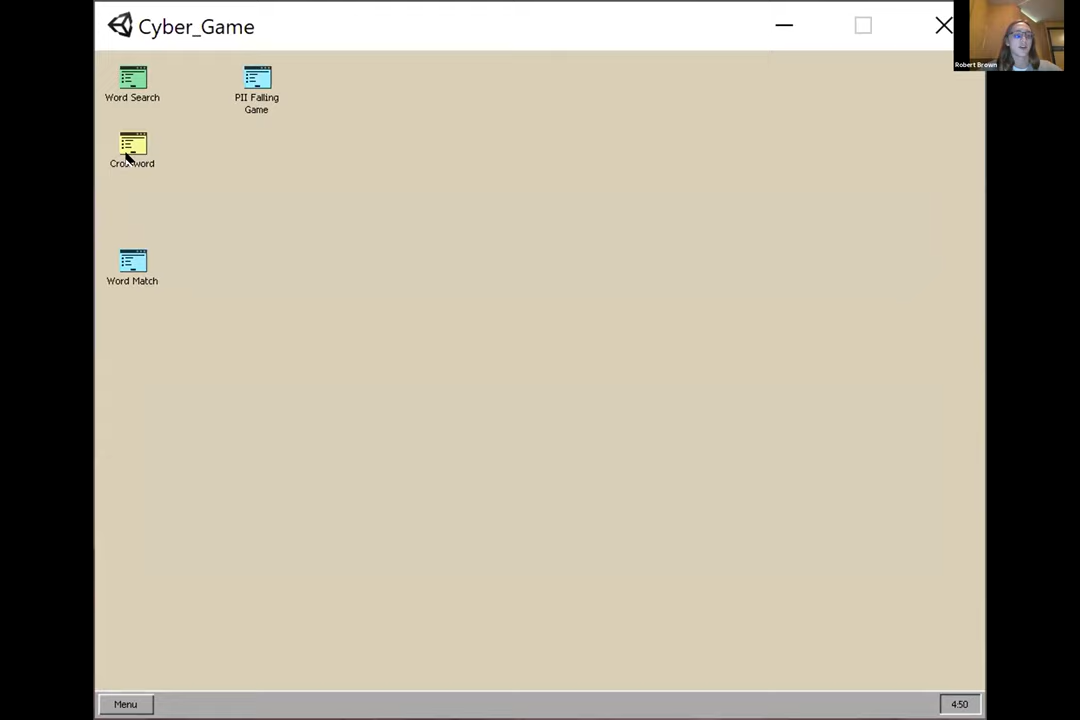 Cyber_Game
Robert Brown
Word Search
PII Falling
Game
Crossword
Word Match
Menu
4:50